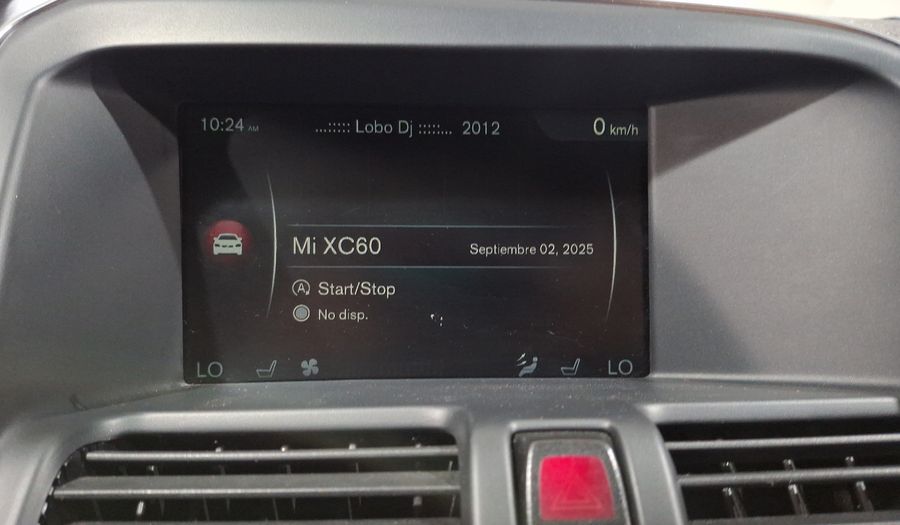 10:24 AM ...::::: Lobo Dj :::::... 2012 0 km/h
Mi XC60 Septiembre 02, 2025
(A) Start/Stop
No disp.
LO LO